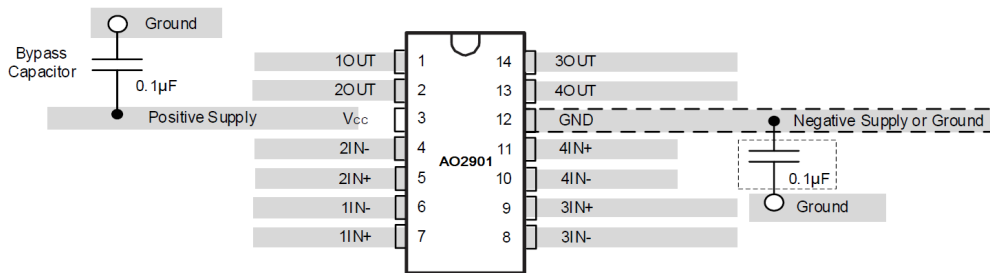 Ground
Bypass
Capacitor
0.1µF
Positive Supply
1OUT
2OUT
Vcc
2IN-
2IN+
1IN-
1IN+
1
2
3
4
5
6
7
AO2901
14
13
12
11
10
9
8
3OUT
4OUT
GND
4IN+
4IN-
3IN+
3IN-
Negative Supply or Ground
0.1µF
Ground